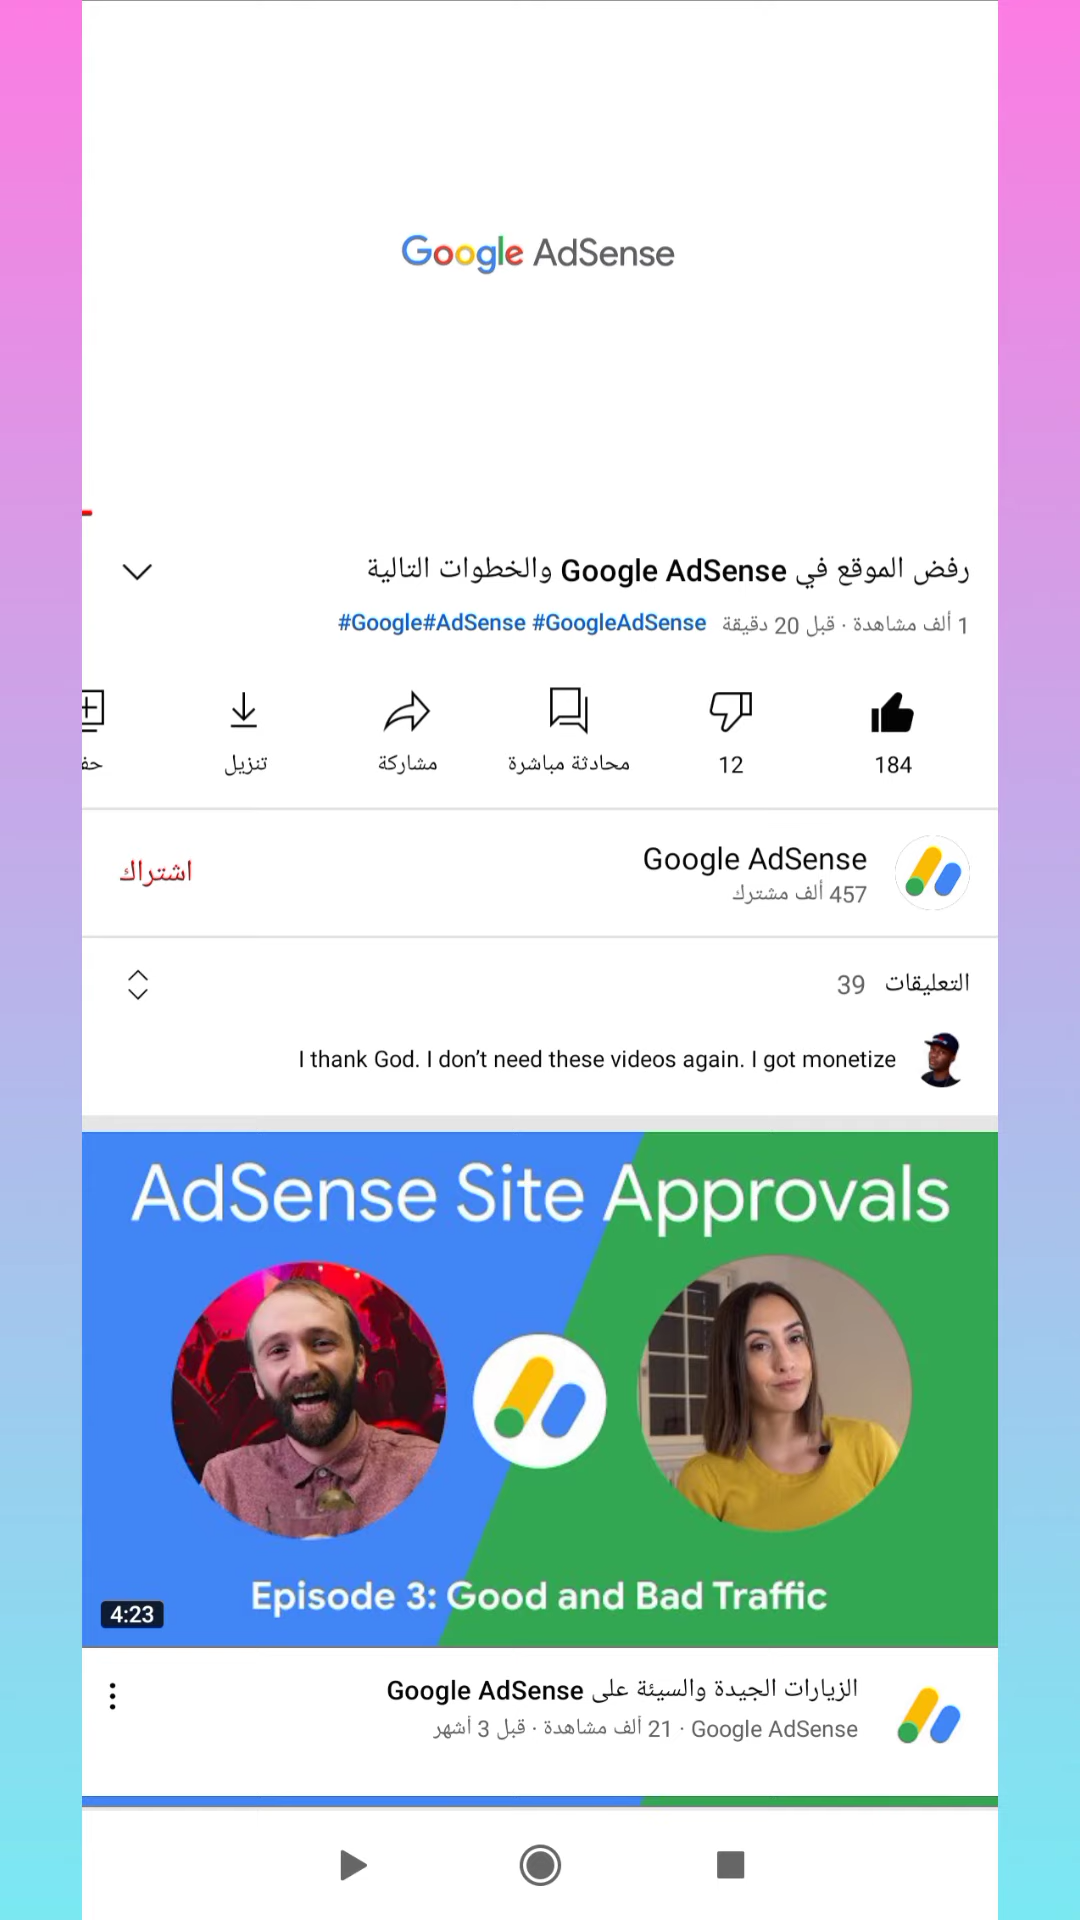 Google AdSense
رفض الموقع في Google AdSense والخطوات التالية
1 ألف مشاهدة · قبل 20 دقيقة #Google#AdSense #GoogleAdSense
184
12
محادثة مباشرة
مشاركة
تنزيل
حف
Google AdSense
457 ألف مشترك
اشتراك
التعليقات 39
I thank God. I don’t need these videos again. I got monetize
AdSense Site Approvals
Episode 3: Good and Bad Traffic
4:23
الزيارات الجيدة والسيئة على Google AdSense
Google AdSense · 21 ألف مشاهدة · قبل 3 أشهر